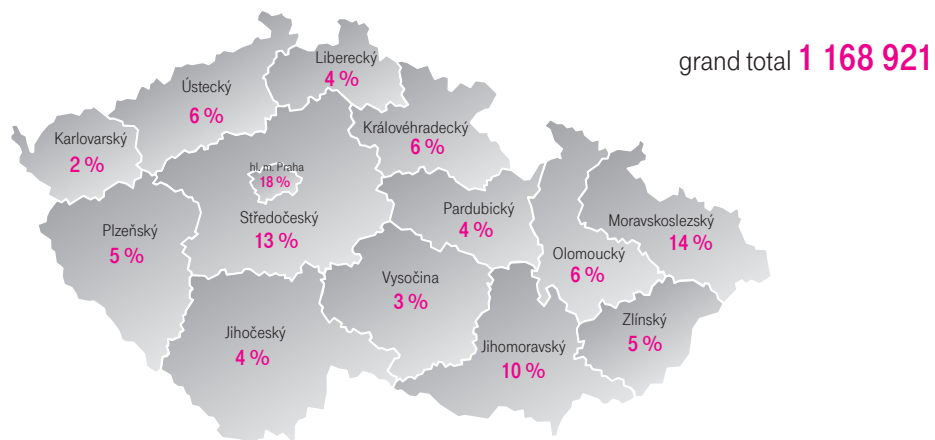 grand total 1 168 921
Liberecký
4 %
Ústecký
6 %
Královéhradecký
6 %
Karlovarský
2 %
hl. m. Praha
18 %
Středočeský
13 %
Plzeňský
5 %
Pardubický
4 %
Moravskoslezský
14 %
Olomoucký
6 %
Vysočina
3 %
Zlínský
5 %
Jihočeský
4 %
Jihomoravský
10 %